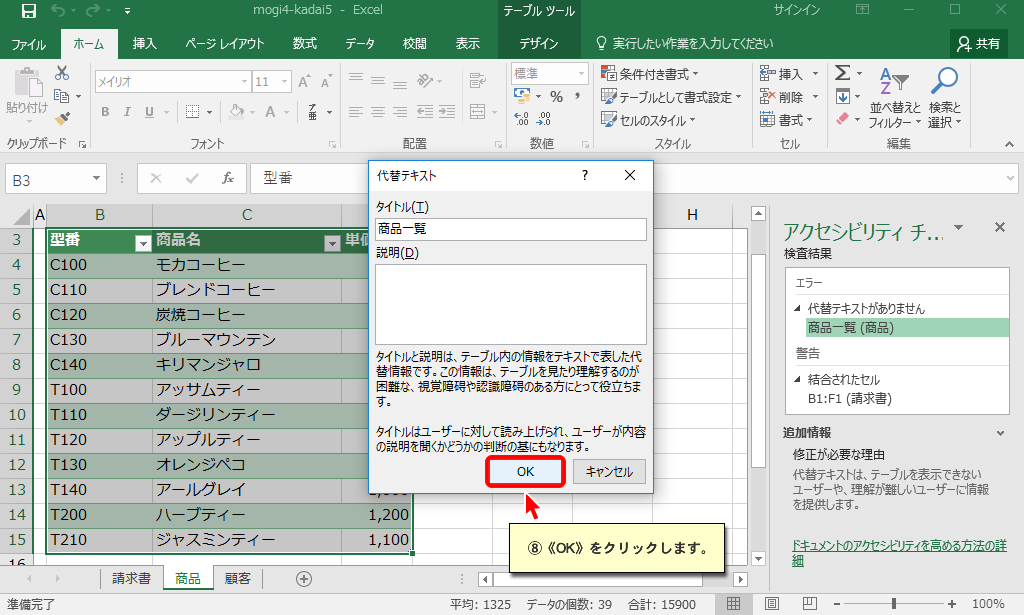 mogi4-kadai5 - Excel
テーブル ツール
サインイン
ファイル ホーム 挿入 ページ レイアウト 数式 データ 校閲 表示 デザイン 実行したい作業を入力してください 共有
貼り付け
クリップボード
メイリオ 11
B I U
A
フォント
配置
標準
% ,
数値
条件付き書式
テーブルとして書式設定
セルのスタイル
スタイル
挿入
削除
書式
セル
Σ
並べ替えと
フィルター
検索と
選択
編集
B3 fx 型番
A B C H
3 型番 商品名 単価
4 C100 モカコーヒー
5 C110 ブレンドコーヒー
6 C120 炭焼コーヒー
7 C130 ブルーマウンテン
8 C140 キリマンジャロ
9 T100 アッサムティー
10 T110 ダージリンティー
11 T120 アップルティー
12 T130 オレンジペコ
13 T140 アールグレイ
14 T200 ハーブティー 1,200
15 T210 ジャスミンティー 1,100
16
代替テキスト ?
タイトル(T)
商品一覧
説明(D)
タイトルと説明は、テーブル内の情報をテキストで表した代
替情報です。この情報は、テーブルを見たり理解するのが
困難な、視覚障碍や認識障碍のある方にとって役立ちま
す。
タイトルはユーザーに対して読み上げられ、ユーザーが内容
の説明を聞くかどうかの判断の基にもなります。
OK キャンセル
⑧《OK》をクリックします。
アクセシビリティ チ...
検査結果
エラー
代替テキストがありません
商品一覧 (商品)
警告
結合されたセル
B1:F1 (請求書)
追加情報
修正が必要な理由
代替テキストは、テーブルを表示できない
ユーザーや、理解が難しいユーザーに情報
を提供します。
ドキュメントのアクセシビリティを高める方法の詳
細
請求書 商品 顧客
準備完了 平均: 1325 データの個数: 39 合計: 15900 100%